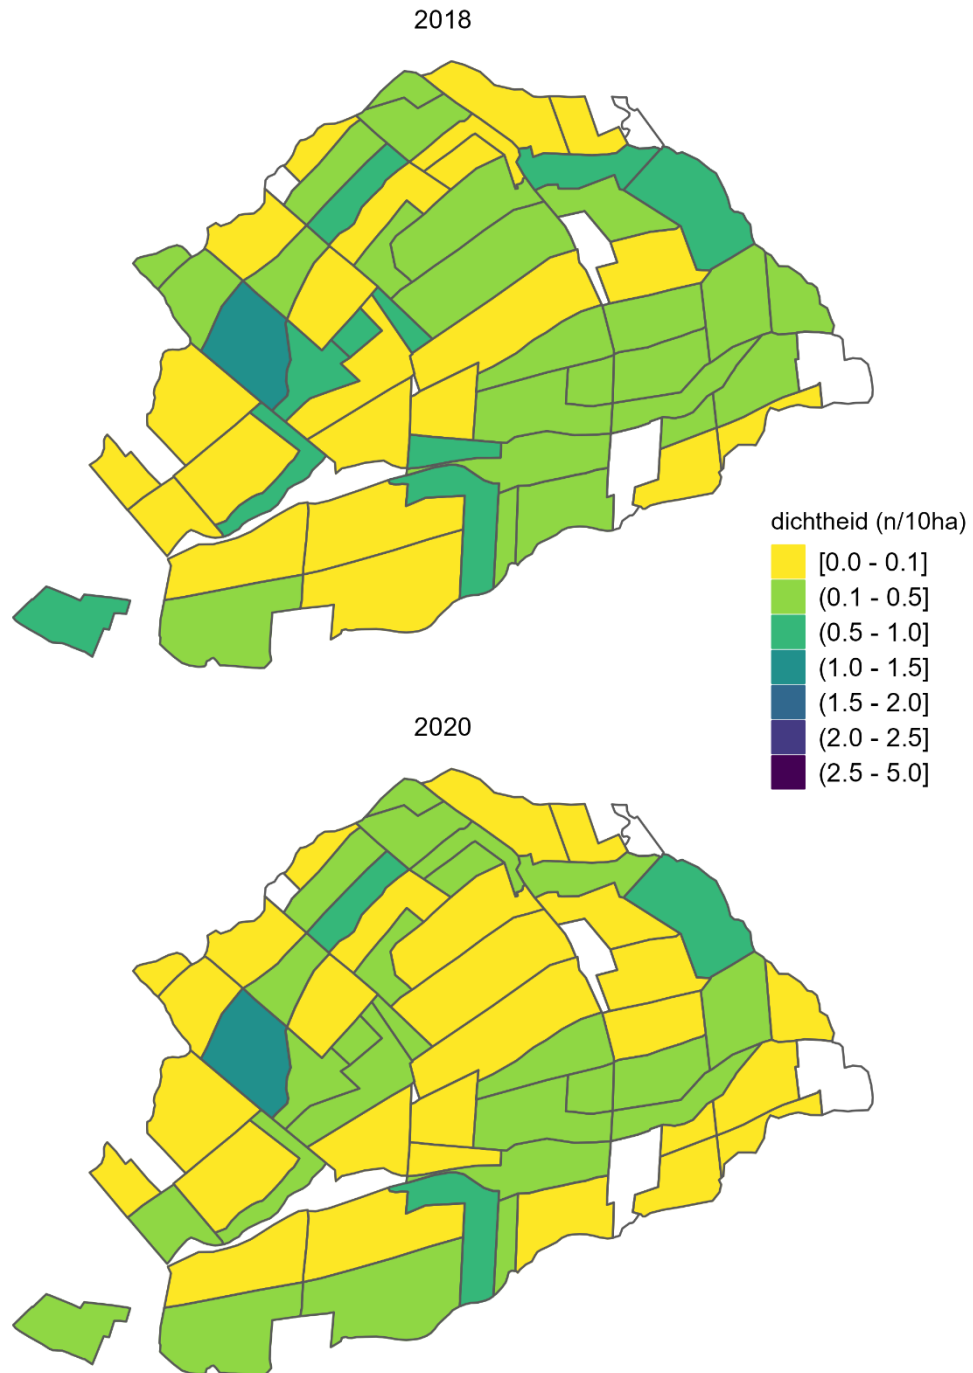 2018
dichtheid (n/10ha)
[0.0 - 0.1]
(0.1 - 0.5]
(0.5 - 1.0]
(1.0 - 1.5]
(1.5 - 2.0]
(2.0 - 2.5]
(2.5 - 5.0]
2020